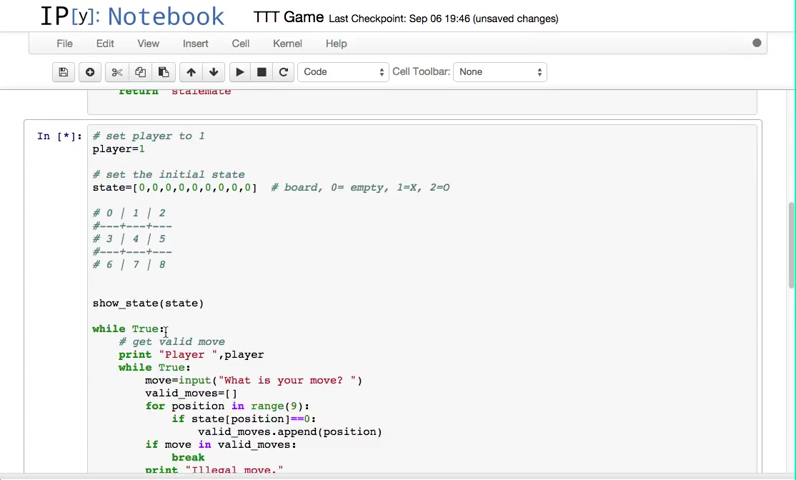 IP[y]: Notebook TTT Game Last Checkpoint: Sep 06 19:46 (unsaved changes)
File Edit View Insert Cell Kernel Help
Code Cell Toolbar: None
return "stalemate"
In [*]: # set player to 1
player=1
# set the initial state
state=[0,0,0,0,0,0,0,0,0] # board, 0= empty, 1=X, 2=O
# 0 | 1 | 2
#---+---+---
# 3 | 4 | 5
#---+---+---
# 6 | 7 | 8
show_state(state)
while True:
# get valid move
print "Player ",player
while True:
move=input("What is your move? ")
valid_moves=[]
for position in range(9):
if state[position]==0:
valid_moves.append(position)
if move in valid_moves:
break
print "Illegal move."